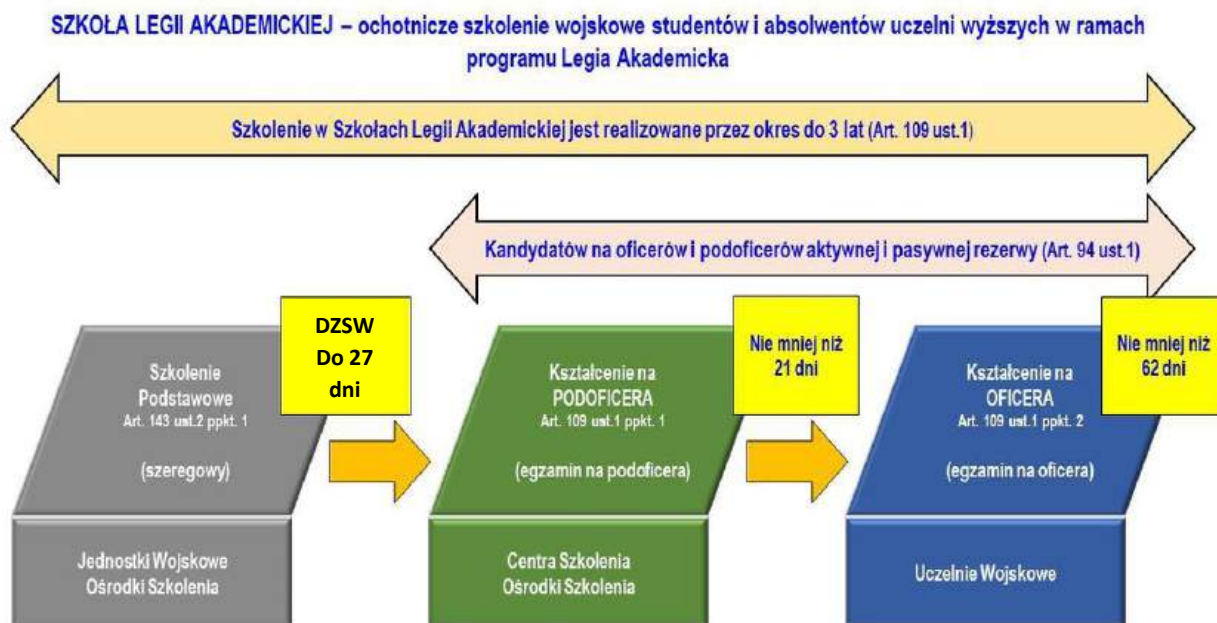 SZKOŁA LEGII AKADEMICKIEJ – ochotnicze szkolenie wojskowe studentów i absolwentów uczelni wyższych w ramach
programu Legia Akademicka
Szkolenie w Szkołach Legii Akademickiej jest realizowane przez okres do 3 lat (Art. 109 ust.1)
Kandydatów na oficerów i podoficerów aktywnej i pasywnej rezerwy (Art. 94 ust.1)
Szkolenie
Podstawowe
Art. 143 ust.2 ppkt. 1
(szeregowy)
Jednostki Wojskowe
Ośrodki Szkolenia
DZSW
Do 27
dni
Kształcenie na
PODOFICERA
Art. 109 ust.1 ppkt. 1
(egzamin na podoficera)
Centra Szkolenia
Ośrodki Szkolenia
Nie mniej niż
21 dni
Kształcenie na
OFICERA
Art. 109 ust.1 ppkt. 2
(egzamin na oficera)
Uczelnie Wojskowe
Nie mniej niż
62 dni